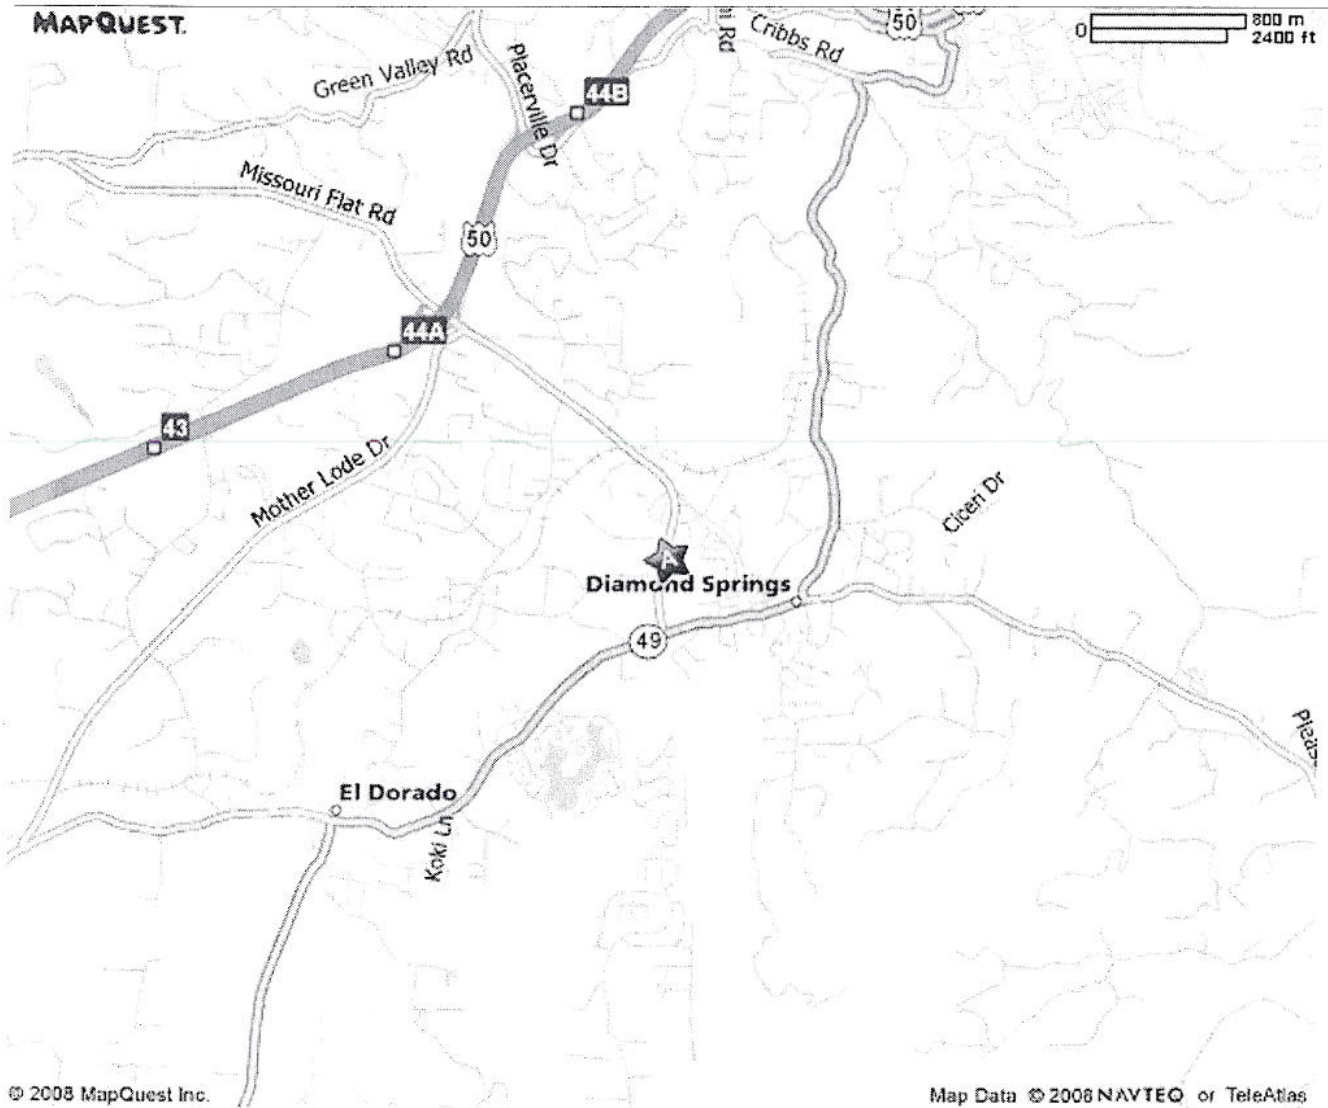 MAPQUEST.
50
0
800 m
2400 ft
Cribbs Rd
Rd
Green Valley Rd
Placerville Dr
44B
Missouri Flat Rd
50
44A
43
Mother Lode Dr
Ciceri Dr
A
Diamond Springs
49
El Dorado
Koki Ln
© 2008 MapQuest Inc.
Map Data © 2008 NAVTEQ or TeleAtlas